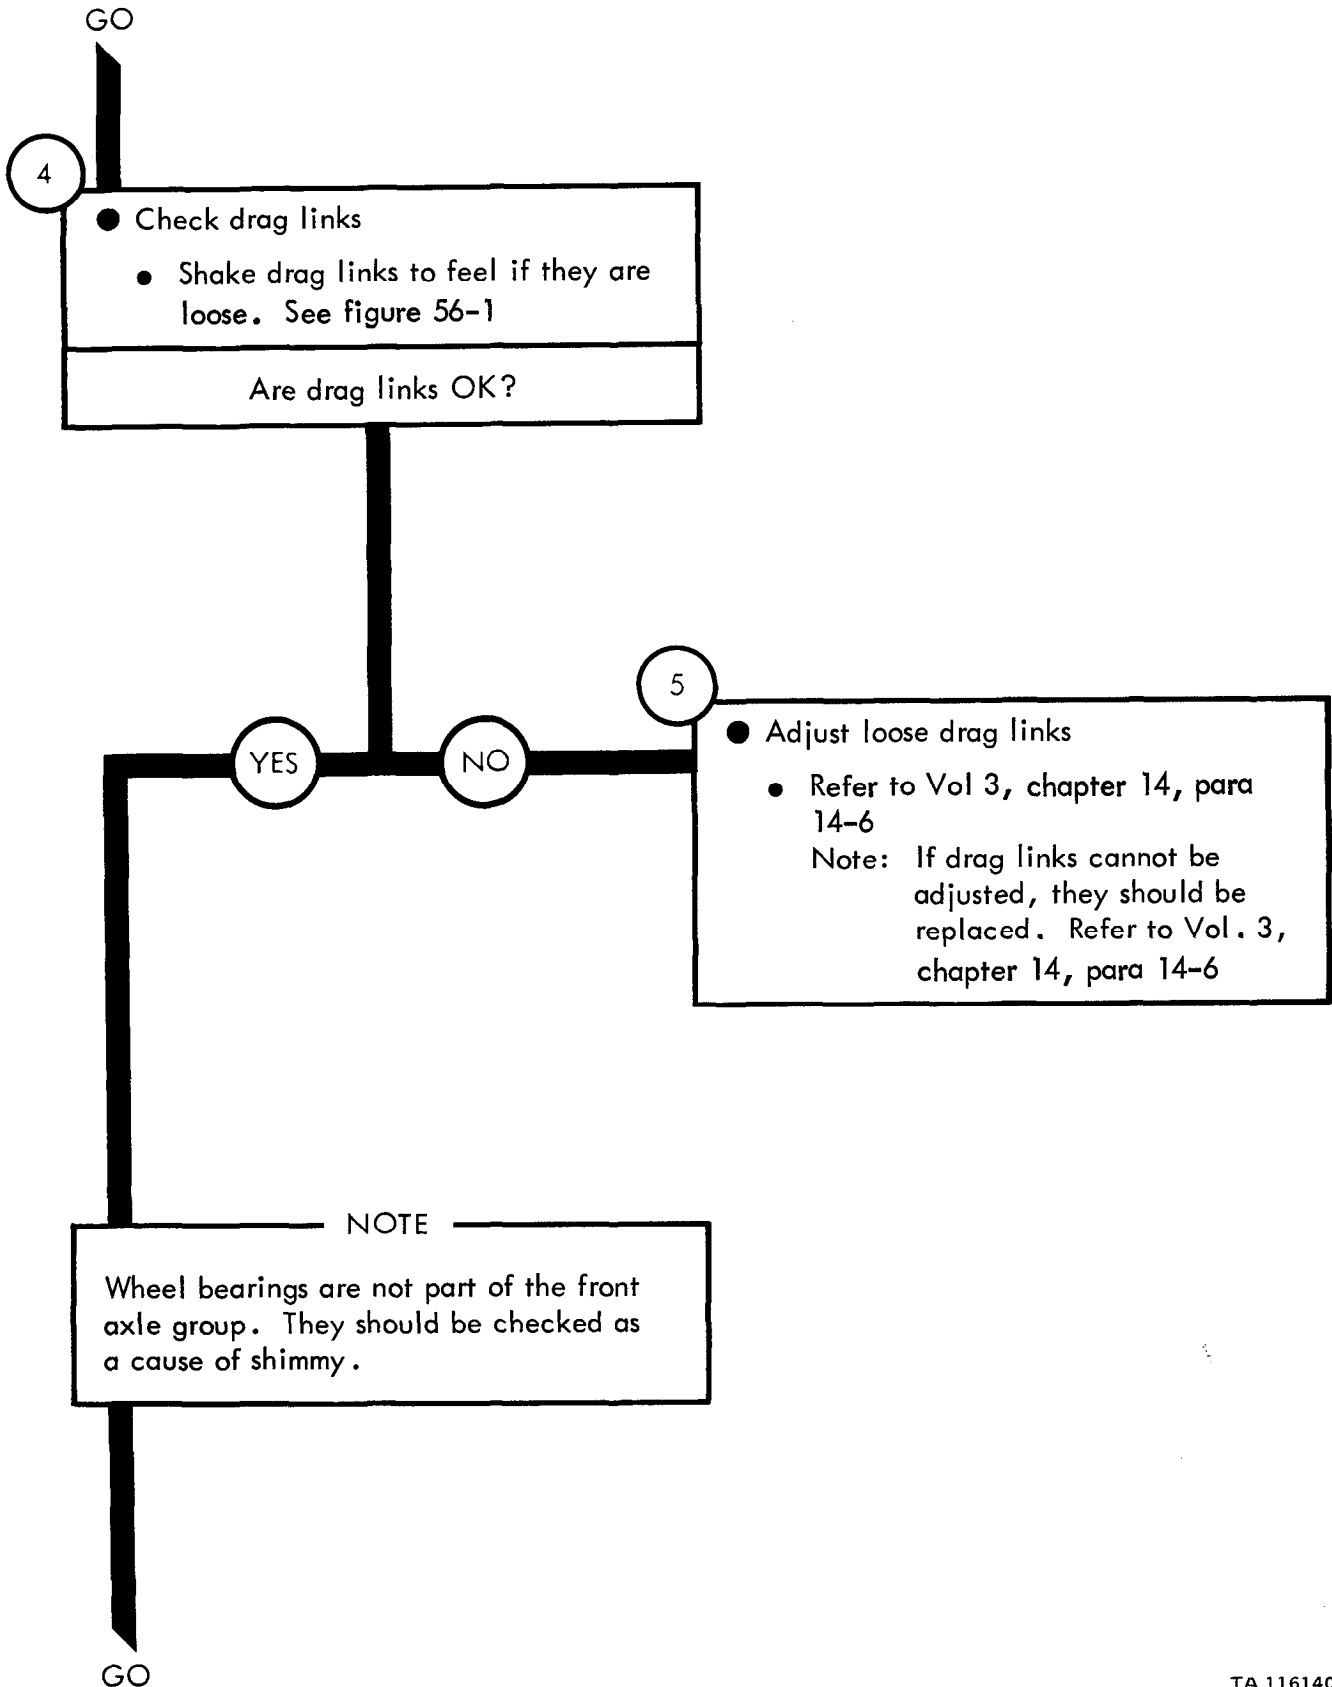 GO
4
● Check drag links
● Shake drag links to feel if they are
loose. See figure 56-1
Are drag links OK?
YES
NO
5
● Adjust loose drag links
● Refer to Vol 3, chapter 14, para
14-6
Note: If drag links cannot be
adjusted, they should be
replaced. Refer to Vol. 3,
chapter 14, para 14-6
NOTE
Wheel bearings are not part of the front
axle group. They should be checked as
a cause of shimmy.
GO
TA 116140